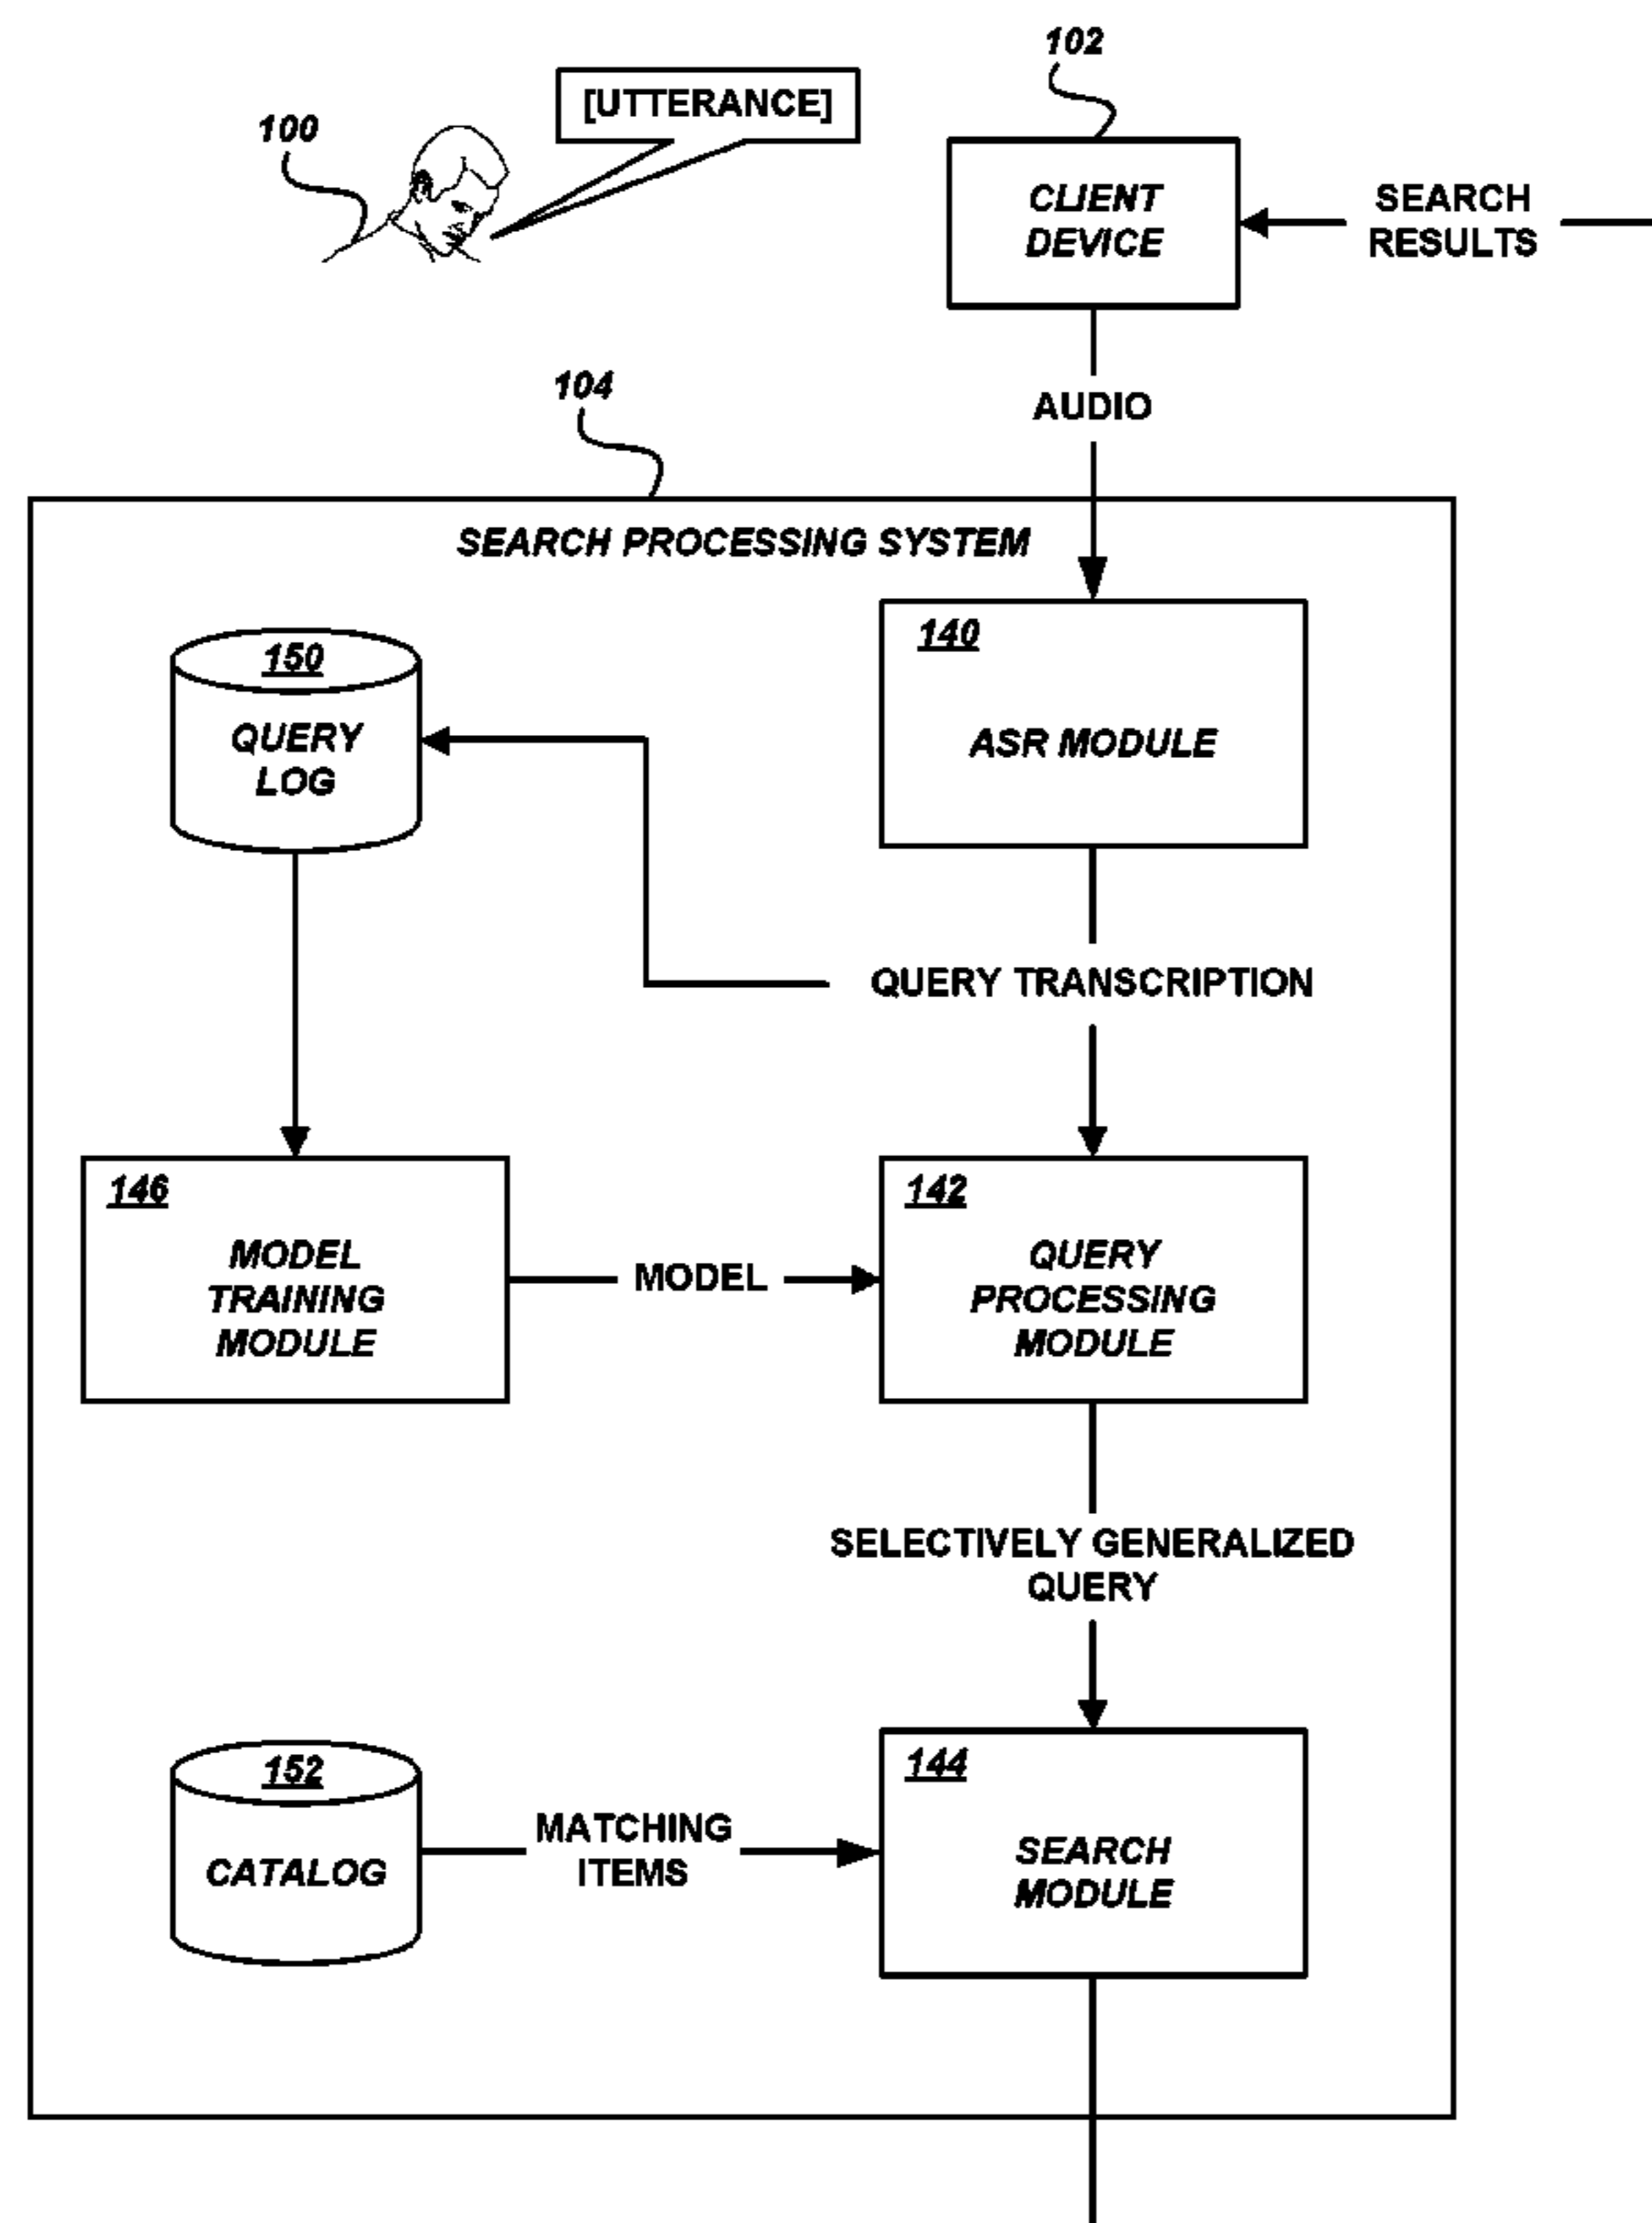 102
[UTTERANCE]
100
CLIENT
DEVICE
SEARCH
RESULTS
104
AUDIO
SEARCH PROCESSING SYSTEM
140
ASR MODULE
150
QUERY
LOG
QUERY TRANSCRIPTION
146
MODEL
TRAINING
MODULE
MODEL
142
QUERY
PROCESSING
MODULE
SELECTIVELY GENERALIZED
QUERY
152
CATALOG
MATCHING
ITEMS
144
SEARCH
MODULE